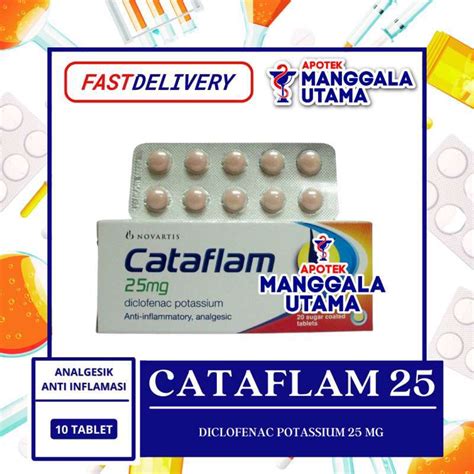 FASTDELIVERY
APOTEK
MANGGALA
UTAMA
NOVARTIS
Cataflam
25mg
diclofenac potassium
Anti-inflammatory, analgesic
APOTEK
MANGGALA
UTAMA
20 sugar coated
tablets
ANALGESIK
ANTI INFLAMASI
10 TABLET
CATAFLAM 25
DICLOFENAC POTASSIUM 25 MG